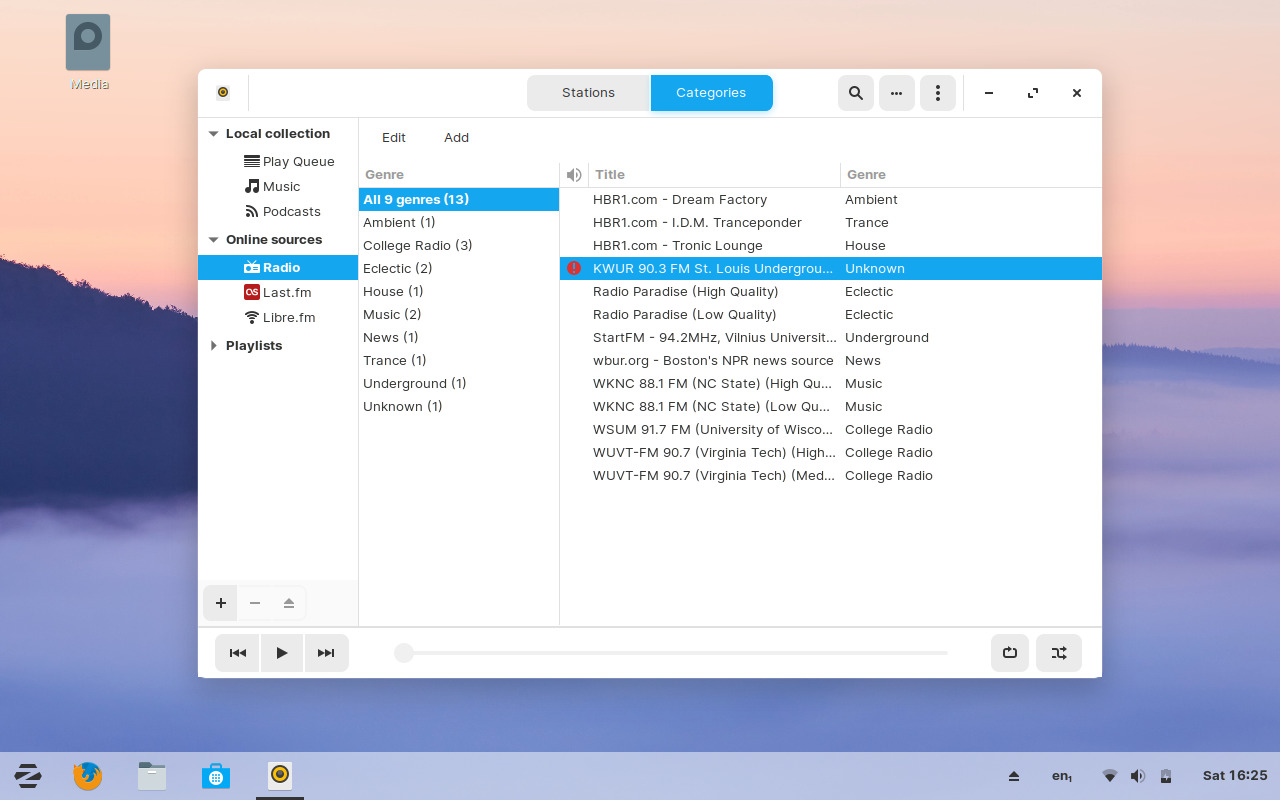 Media
Stations
Categories
Local collection
Play Queue
Music
Podcasts
Online sources
Radio
Last.fm
Libre.fm
Playlists
Edit
Add
Genre
All 9 genres (13)
Ambient (1)
College Radio (3)
Eclectic (2)
House (1)
Music (2)
News (1)
Trance (1)
Underground (1)
Unknown (1)
Title Genre
HBR1.com - Dream Factory Ambient
HBR1.com - I.D.M. Tranceponder Trance
HBR1.com - Tronic Lounge House
KWUR 90.3 FM St. Louis Undergrou... Unknown
Radio Paradise (High Quality) Eclectic
Radio Paradise (Low Quality) Eclectic
StartFM - 94.2MHz, Vilnius Universit... Underground
wbur.org - Boston's NPR news source News
WKNC 88.1 FM (NC State) (High Qu... Music
WKNC 88.1 FM (NC State) (Low Qu... Music
WSUM 91.7 FM (University of Wisco... College Radio
WUVT-FM 90.7 (Virginia Tech) (High... College Radio
WUVT-FM 90.7 (Virginia Tech) (Med... College Radio
en₁
Sat 16:25